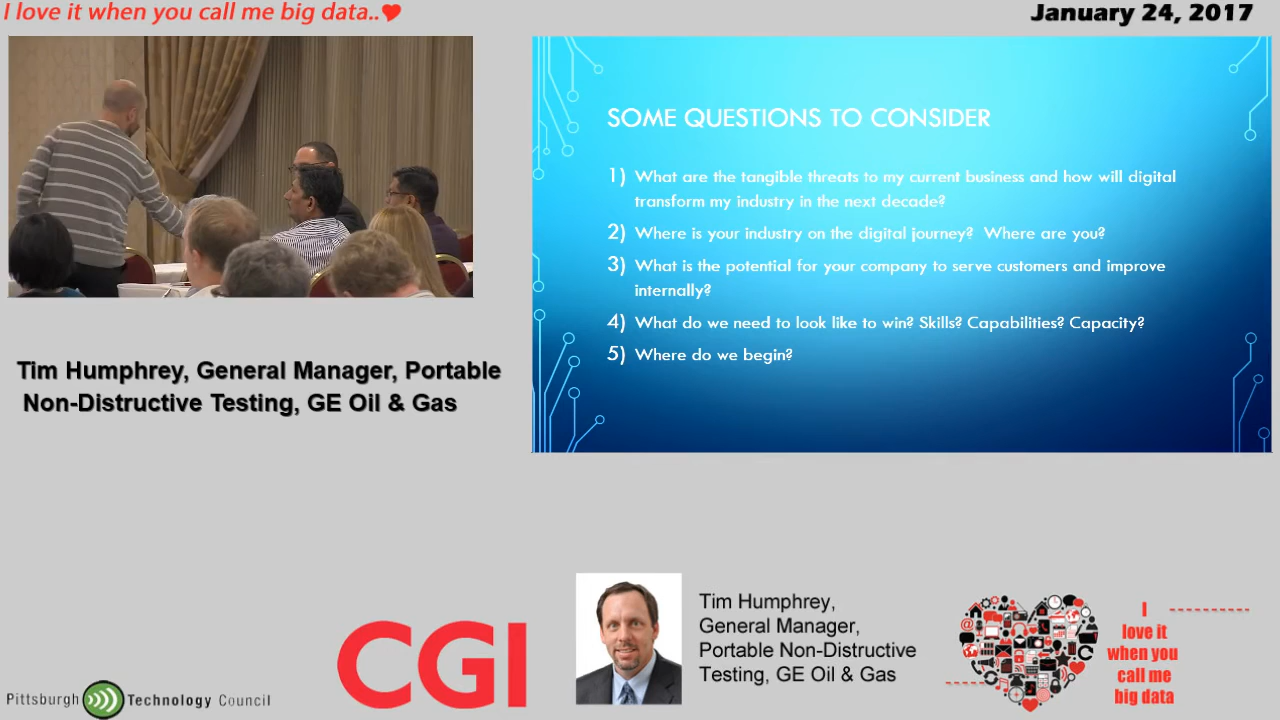 I love it when you call me big data..
January 24, 2017
SOME QUESTIONS TO CONSIDER
1) What are the tangible threats to my current business and how will digital
transform my industry in the next decade?
2) Where is your industry on the digital journey? Where are you?
3) What is the potential for your company to serve customers and improve
internally?
4) What do we need to look like to win? Skills? Capabilities? Capacity?
5) Where do we begin?
Tim Humphrey, General Manager, Portable
Non-Distructive Testing, GE Oil & Gas
Pittsburgh Technology Council
CGI
Tim Humphrey,
General Manager,
Portable Non-Distructive
Testing, GE Oil & Gas
I
love it
when you
call me
big data